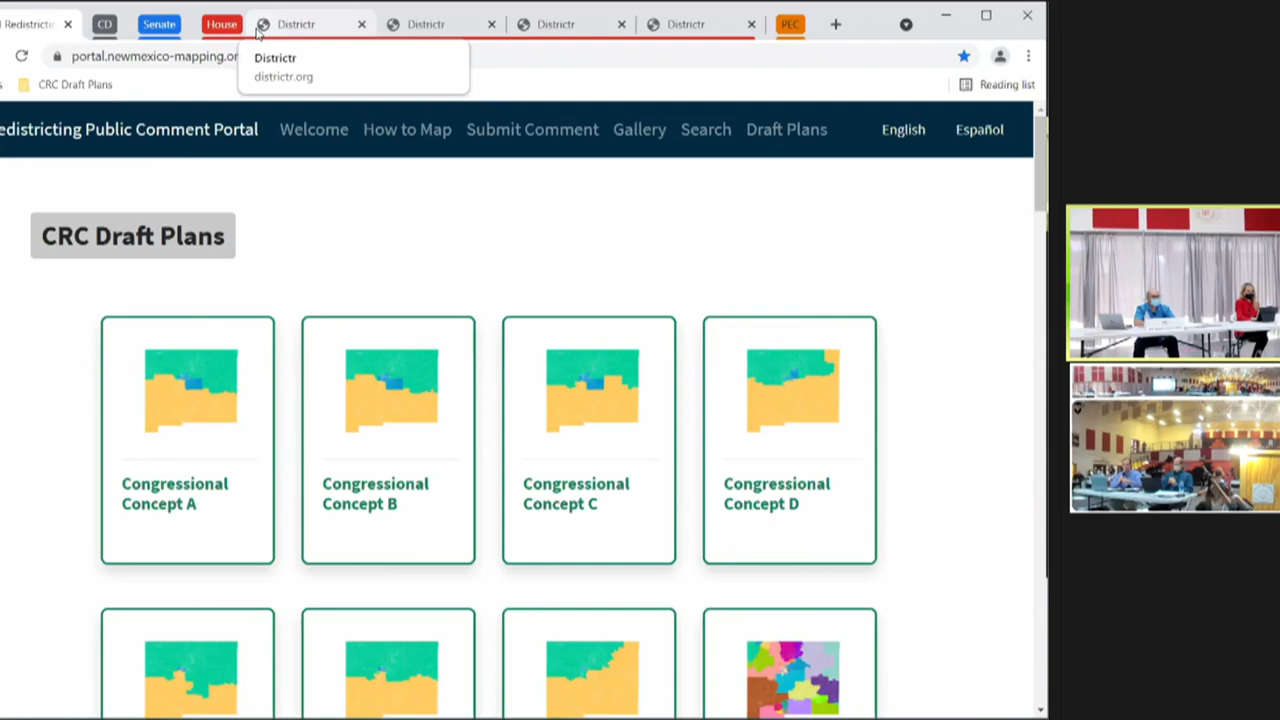 Redistrictin
CD
Senate
House
Districtr
Districtr
Districtr
Districtr
PEC
portal.newmexico-mapping.or
Districtr
districtr.org
s
CRC Draft Plans
Reading list
edistricting Public Comment Portal
Welcome
How to Map
Submit Comment
Gallery
Search
Draft Plans
English
Español
CRC Draft Plans
Congressional
Concept A
Congressional
Concept B
Congressional
Concept C
Congressional
Concept D